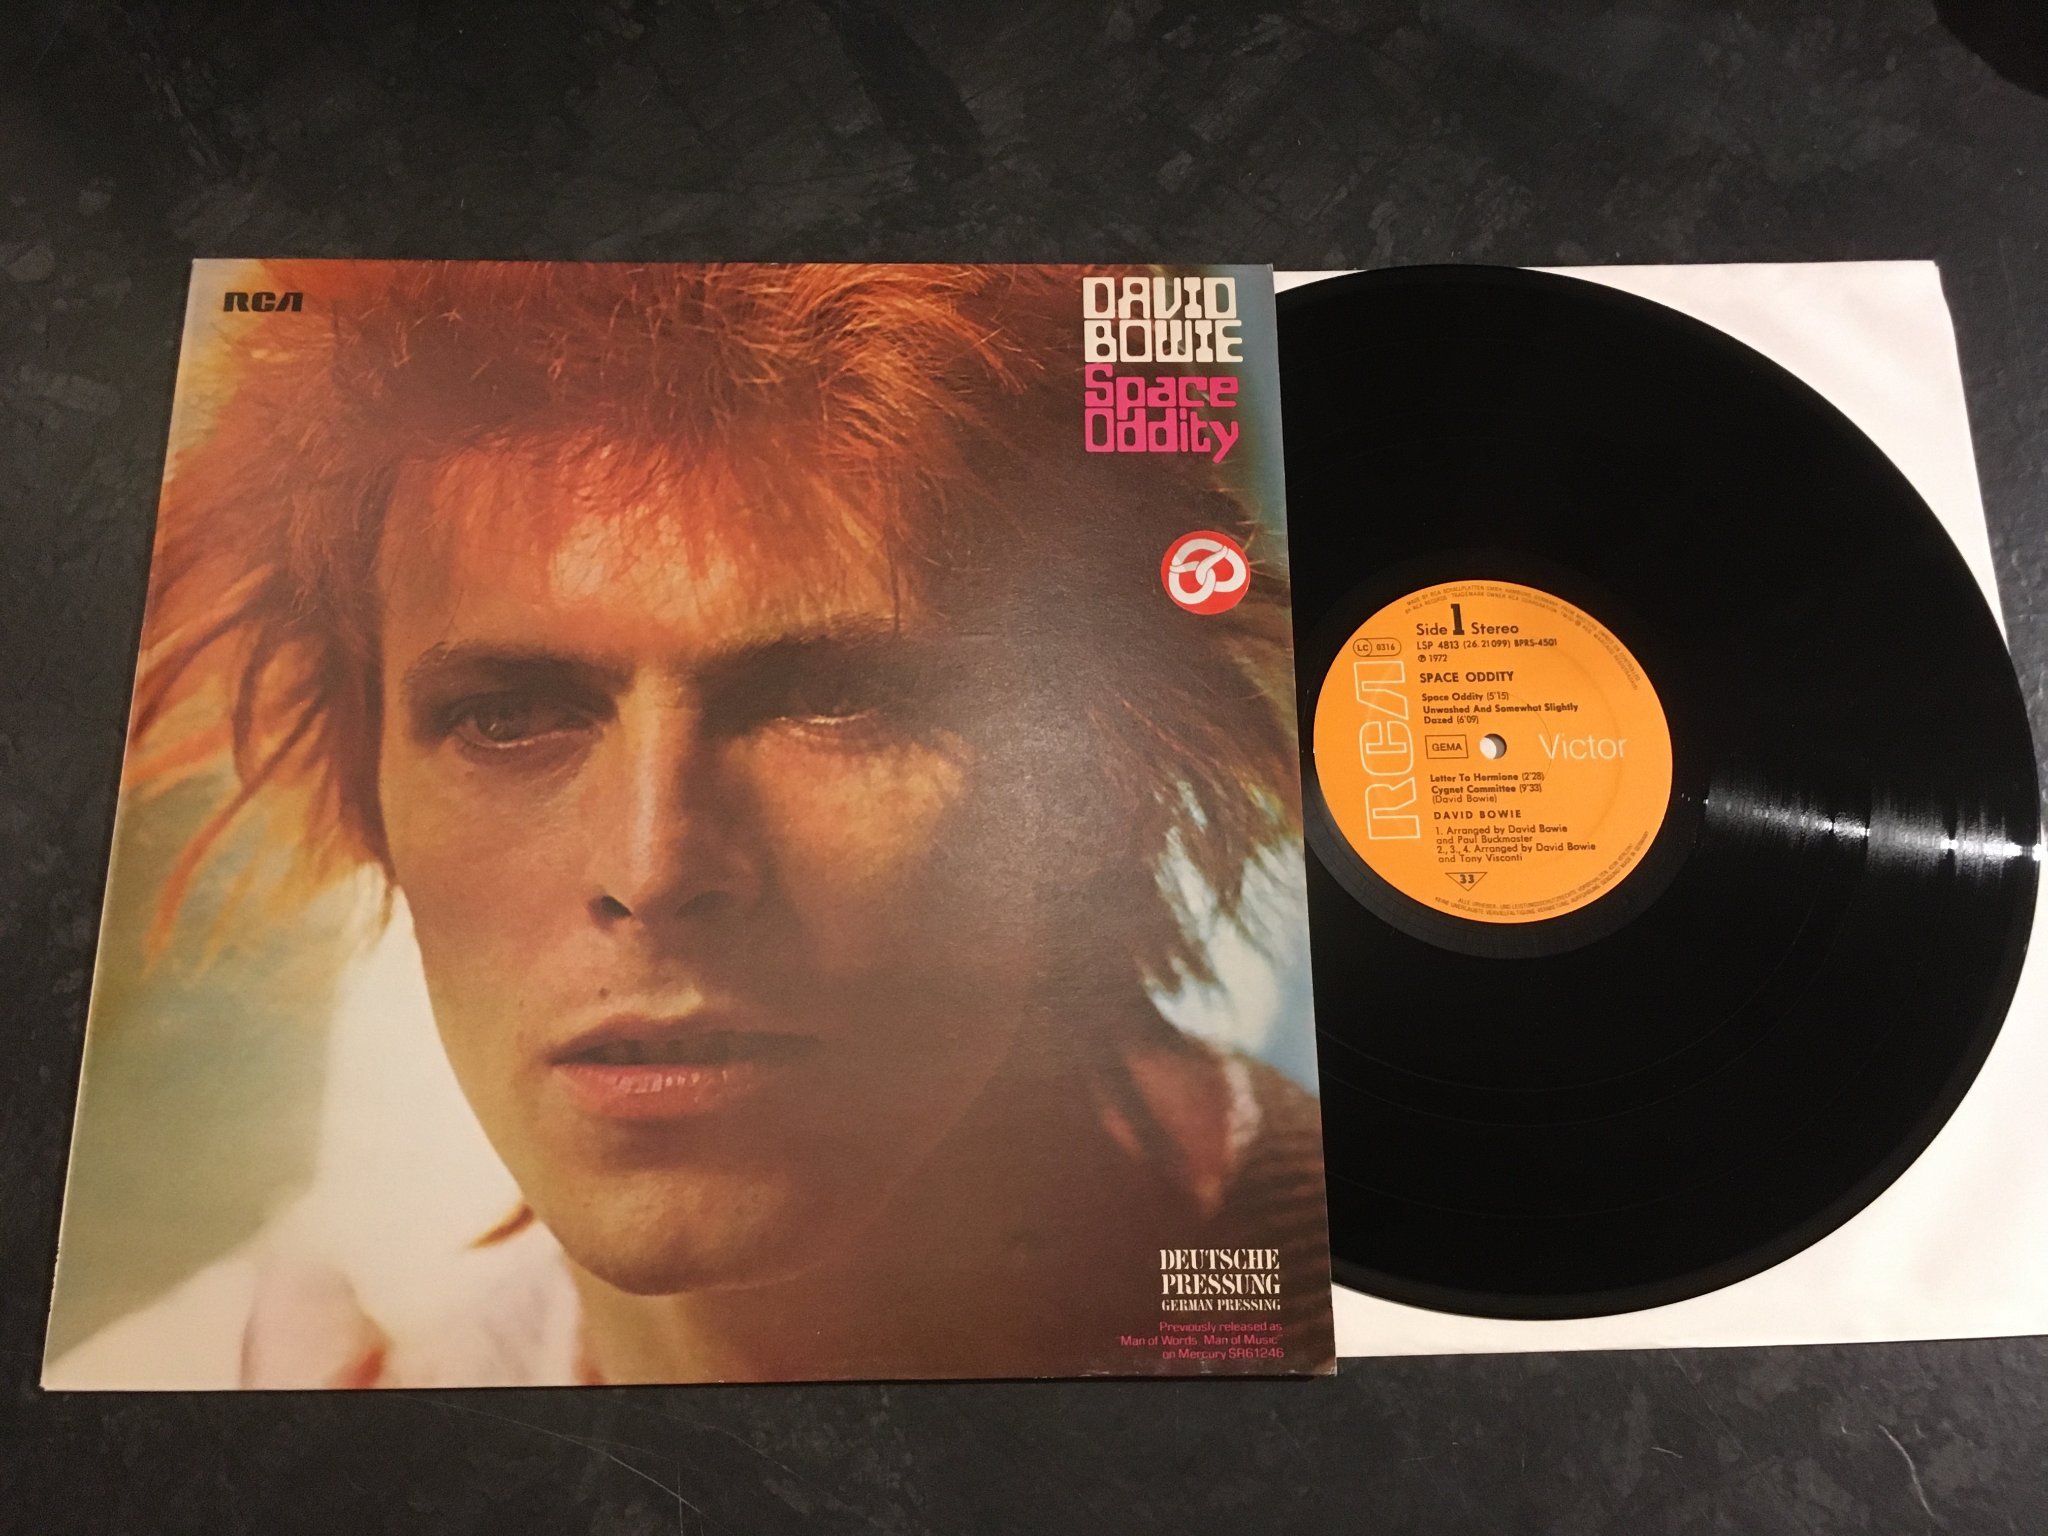 RCA
DAVID
BOWIE
Space
Oddity
DEUTSCHE
PRESSUNG
GERMAN PRESSING
Previously released as
"Man of Words, Man of Music"
on Mercury SR61246
Side 1 Stereo
LC 0316
LSP 4813 (26.21099) BPRS-4501
℗ 1972
SPACE ODDITY
Space Oddity (5'15)
Unwashed And Somewhat Slightly
Dazed (6'09)
GEMA
RCA Victor
Letter To Hermione (2'28)
Cygnet Committee (9'33)
(David Bowie)
DAVID BOWIE
1. Arranged by David Bowie
and Paul Buckmaster
2., 3., 4. Arranged by David Bowie
and Tony Visconti
33